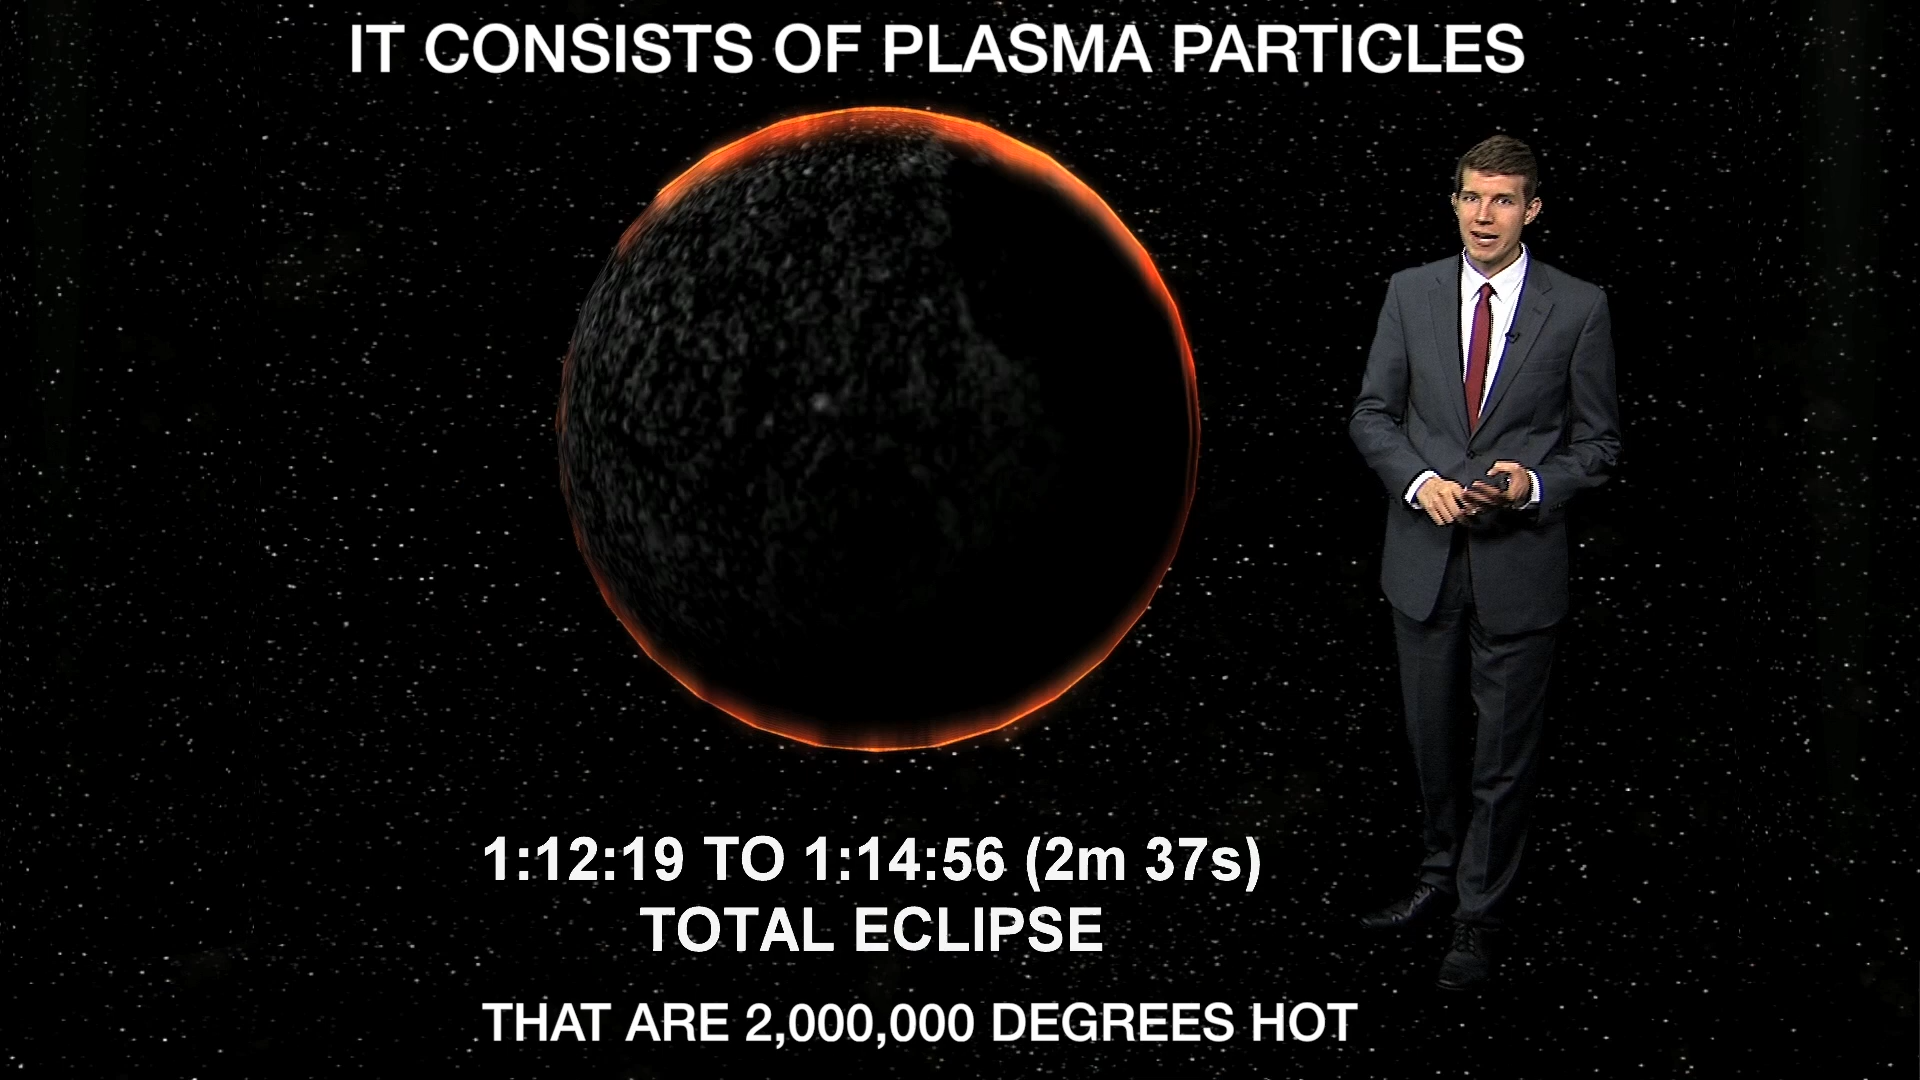 IT CONSISTS OF PLASMA PARTICLES
1:12:19 TO 1:14:56 (2m 37s)
TOTAL ECLIPSE
THAT ARE 2,000,000 DEGREES HOT